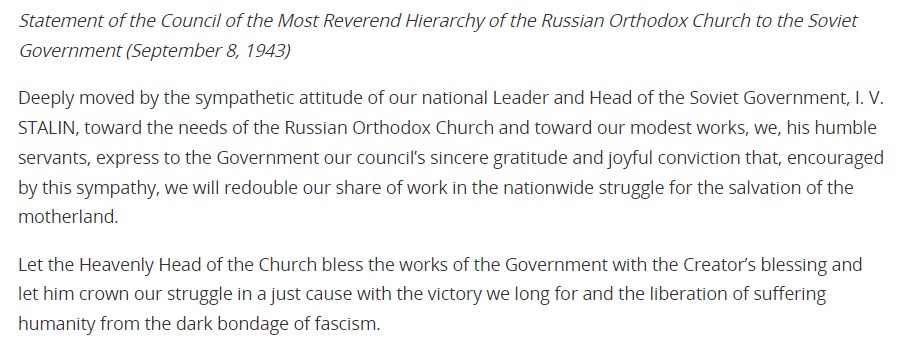 Statement of the Council of the Most Reverend Hierarchy of the Russian Orthodox Church to the Soviet
Government (September 8, 1943)
Deeply moved by the sympathetic attitude of our national Leader and Head of the Soviet Government, I. V.
STALIN, toward the needs of the Russian Orthodox Church and toward our modest works, we, his humble
servants, express to the Government our council’s sincere gratitude and joyful conviction that, encouraged
by this sympathy, we will redouble our share of work in the nationwide struggle for the salvation of the
motherland.
Let the Heavenly Head of the Church bless the works of the Government with the Creator’s blessing and
let him crown our struggle in a just cause with the victory we long for and the liberation of suffering
humanity from the dark bondage of fascism.